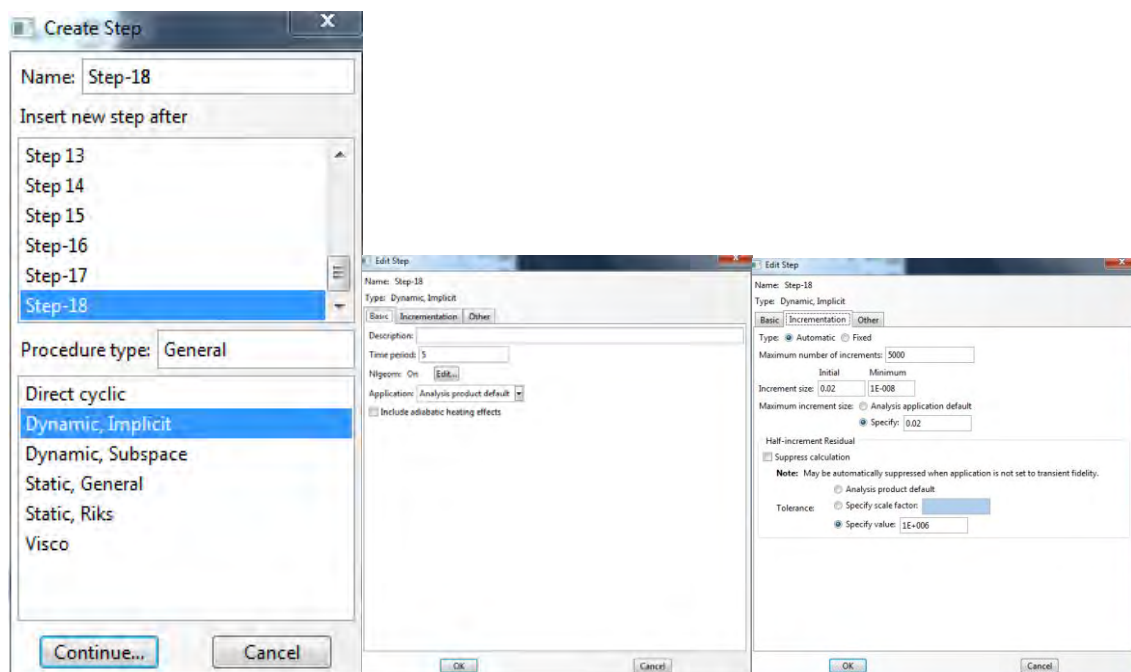 Create Step
X
Name: Step-18
Insert new step after
Step 13
Step 14
Step 15
Step-16
Step-17
Step-18
Procedure type: General
Direct cyclic
Dynamic, Implicit
Dynamic, Subspace
Static, General
Static, Riks
Visco
Continue... Cancel
Edit Step
Name: Step-18
Type: Dynamic, Implicit
Basic Incrementation Other
Description:
Time period: 5
Nlgeom: On Edit...
Application: Analysis product default
Include adiabatic heating effects
OK Cancel
Edit Step
Name: Step-18
Type: Dynamic, Implicit
Basic Incrementation Other
Type: Automatic Fixed
Maximum number of increments: 5000
Initial Minimum
Increment size: 0.02 1E-008
Maximum increment size: Analysis application default
Specify: 0.02
Half-increment Residual
Suppress calculation
Note: May be automatically suppressed when application is not set to transient fidelity.
Analysis product default
Tolerance: Specify scale factor:
Specify value: 1E+006
OK Cancel